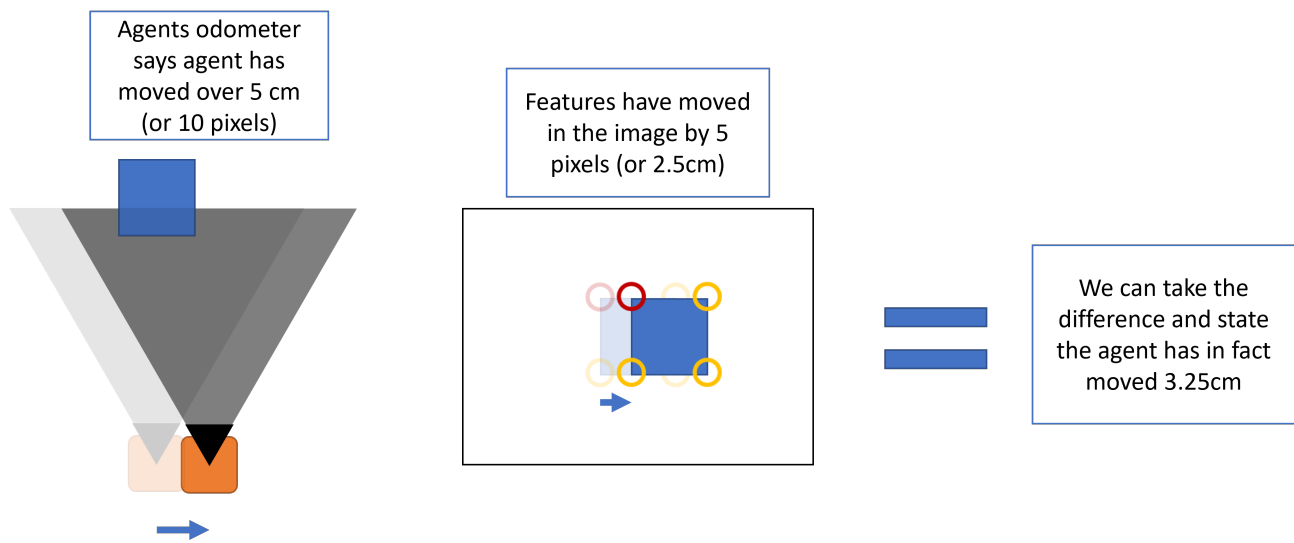 Agents odometer
says agent has
moved over 5 cm
(or 10 pixels)
Features have moved
in the image by 5
pixels (or 2.5cm)
We can take the
difference and state
the agent has in fact
moved 3.25cm